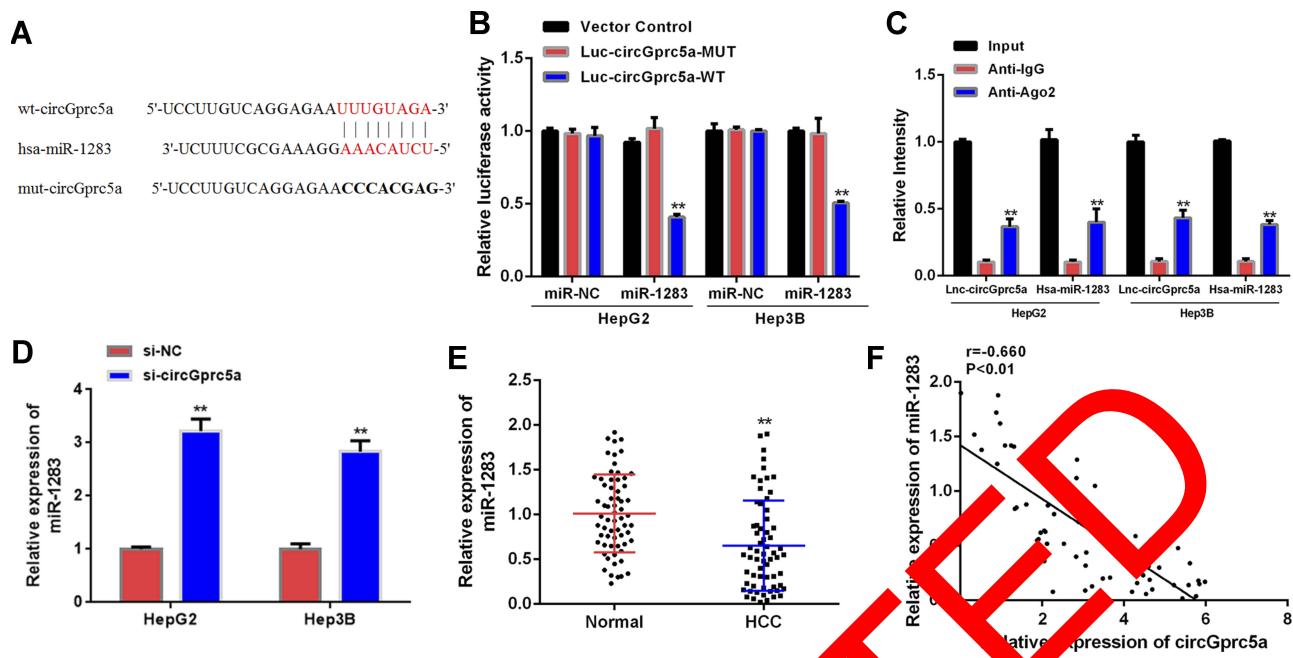 A
wt-circGprc5a 5'-UCCUUGUCAGGAGAAUUUGUAGA-3'
hsa-miR-1283 3'-UCUUUCGCGAAAGGAAACAUCU-5'
mut-circGprc5a 5'-UCCUUGUCAGGAGAACCCACGAG-3'
B
Vector Control
Luc-circGprc5a-MUT
Luc-circGprc5a-WT
Relative luciferase activity
1.5
1.0
0.5
0.0
** **
miR-NC miR-1283 miR-NC miR-1283
HepG2 Hep3B
C
Input
Anti-IgG
Anti-Ago2
Relative Intensity
1.5
1.0
0.5
0.0
** ** ** **
Lnc-circGprc5a Hsa-miR-1283 Lnc-circGprc5a Hsa-miR-1283
HepG2 Hep3B
D
si-NC
si-circGprc5a
Relative expression of
miR-1283
4
3
2
1
0
** **
HepG2 Hep3B
E
Relative expression of
miR-1283
2.5
2.0
1.5
1.0
0.5
0.0
**
Normal HCC
F
r=-0.660
P<0.01
Relative expression of miR-1283
2.0
1.5
1.0
2 4 6 8
expression of circGprc5a
TED